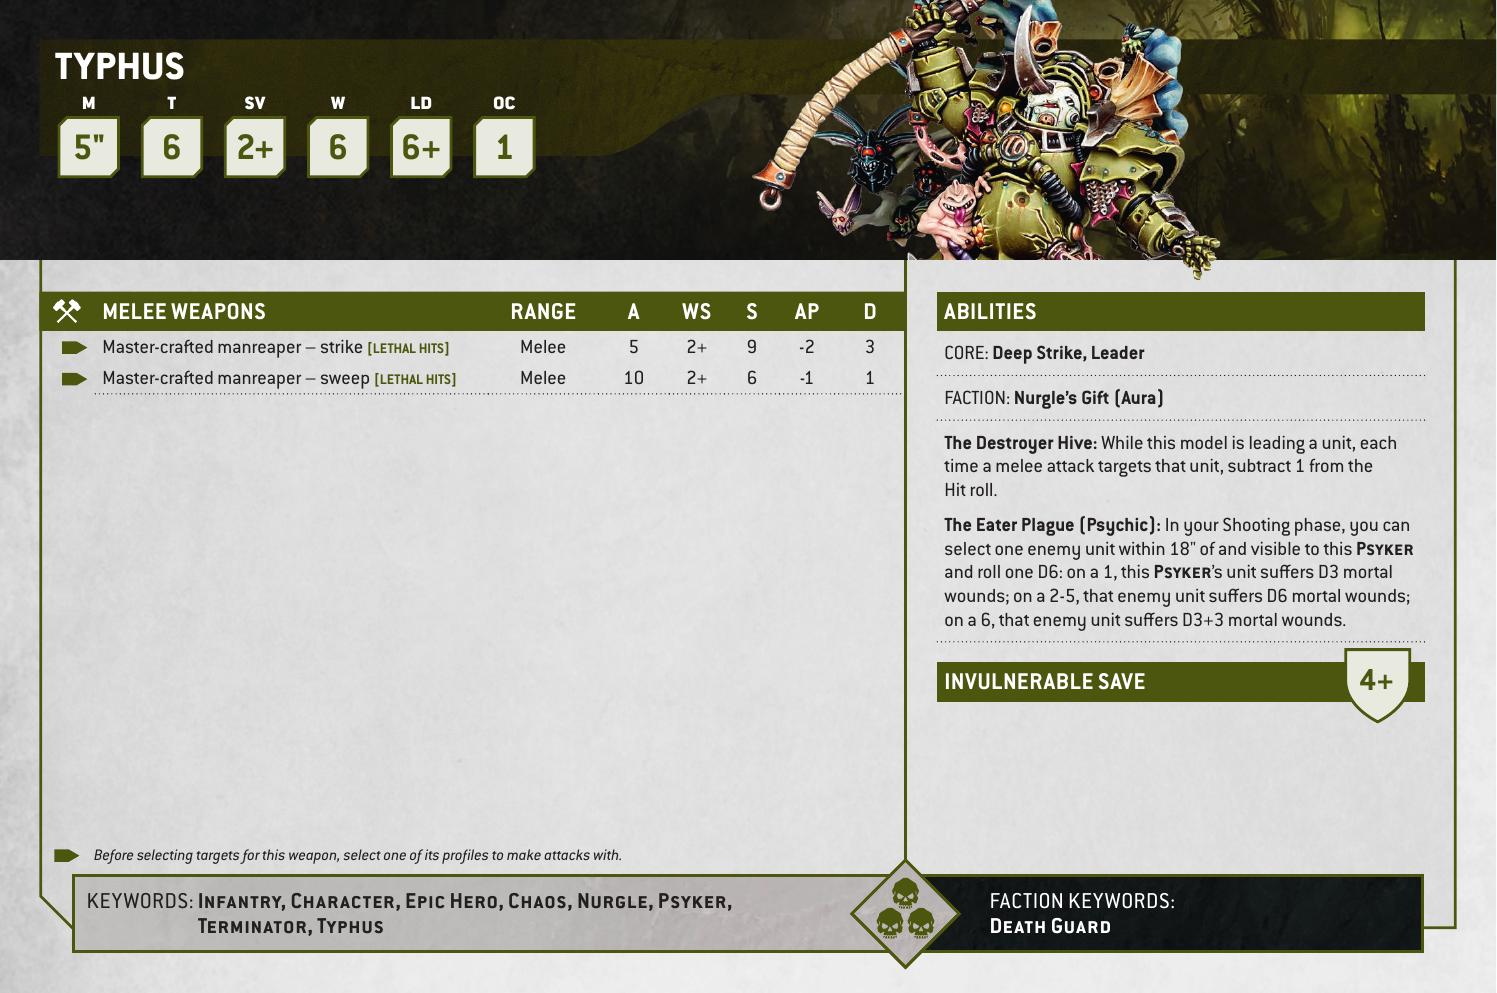 TYPHUS
M T SV W LD OC
5" 6 2+ 6 6+ 1
MELEE WEAPONS RANGE A WS S AP D
Master-crafted manreaper – strike [LETHAL HITS] Melee 5 2+ 9 -2 3
Master-crafted manreaper – sweep [LETHAL HITS] Melee 10 2+ 6 -1 1
Before selecting targets for this weapon, select one of its profiles to make attacks with.
ABILITIES
CORE: Deep Strike, Leader
FACTION: Nurgle's Gift (Aura)
The Destroyer Hive: While this model is leading a unit, each
time a melee attack targets that unit, subtract 1 from the
Hit roll.
The Eater Plague (Psychic): In your Shooting phase, you can
select one enemy unit within 18" of and visible to this PSYKER
and roll one D6: on a 1, this PSYKER's unit suffers D3 mortal
wounds; on a 2-5, that enemy unit suffers D6 mortal wounds;
on a 6, that enemy unit suffers D3+3 mortal wounds.
INVULNERABLE SAVE 4+
KEYWORDS: INFANTRY, CHARACTER, EPIC HERO, CHAOS, NURGLE, PSYKER,
TERMINATOR, TYPHUS
FACTION KEYWORDS:
DEATH GUARD